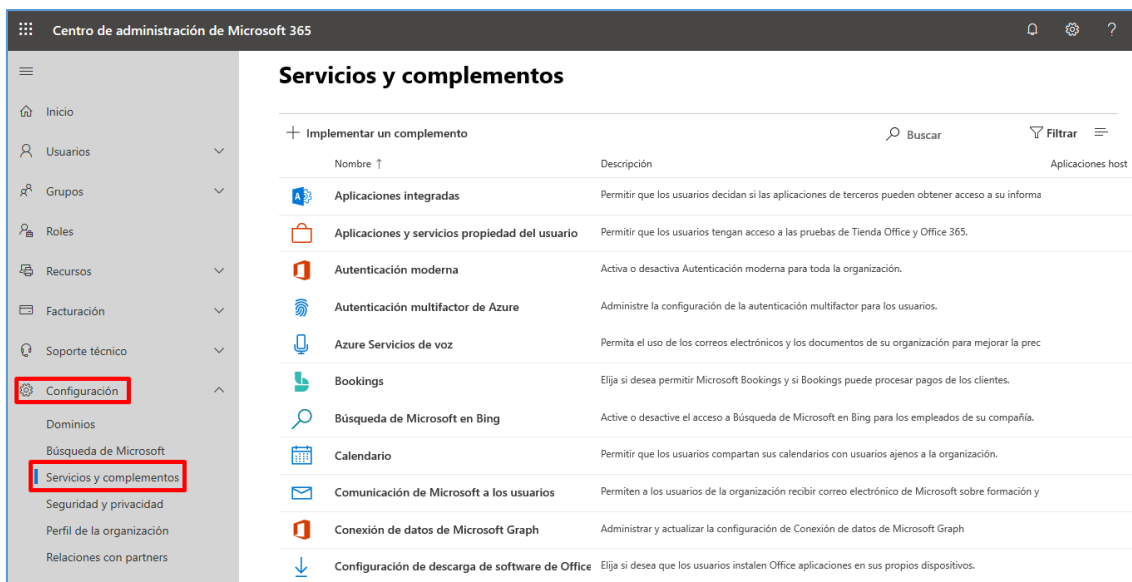 Centro de administración de Microsoft 365
?
Servicios y complementos
Inicio
Implementar un complemento
Buscar
Filtrar
Usuarios
Nombre ↑
Descripción
Aplicaciones host
Grupos
Aplicaciones integradas
Permitir que los usuarios decidan si las aplicaciones de terceros pueden obtener acceso a su informa
Roles
Aplicaciones y servicios propiedad del usuario
Permitir que los usuarios tengan acceso a las pruebas de Tienda Office y Office 365.
Recursos
Autenticación moderna
Activa o desactiva Autenticación moderna para toda la organización.
Facturación
Autenticación multifactor de Azure
Administre la configuración de la autenticación multifactor para los usuarios.
Soporte técnico
Azure Servicios de voz
Permita el uso de los correos electrónicos y los documentos de su organización para mejorar la prec
Configuración
Bookings
Elija si desea permitir Microsoft Bookings y si Bookings puede procesar pagos de los clientes.
Dominios
Búsqueda de Microsoft en Bing
Active o desactive el acceso a Búsqueda de Microsoft en Bing para los empleados de su compañía.
Búsqueda de Microsoft
Calendario
Permitir que los usuarios compartan sus calendarios con usuarios ajenos a la organización.
Servicios y complementos
Comunicación de Microsoft a los usuarios
Permiten a los usuarios de la organización recibir correo electrónico de Microsoft sobre formación y
Seguridad y privacidad
Perfil de la organización
Conexión de datos de Microsoft Graph
Administrar y actualizar la configuración de Conexión de datos de Microsoft Graph
Relaciones con partners
Configuración de descarga de software de Office
Elija si desea que los usuarios instalen Office aplicaciones en sus propios dispositivos.